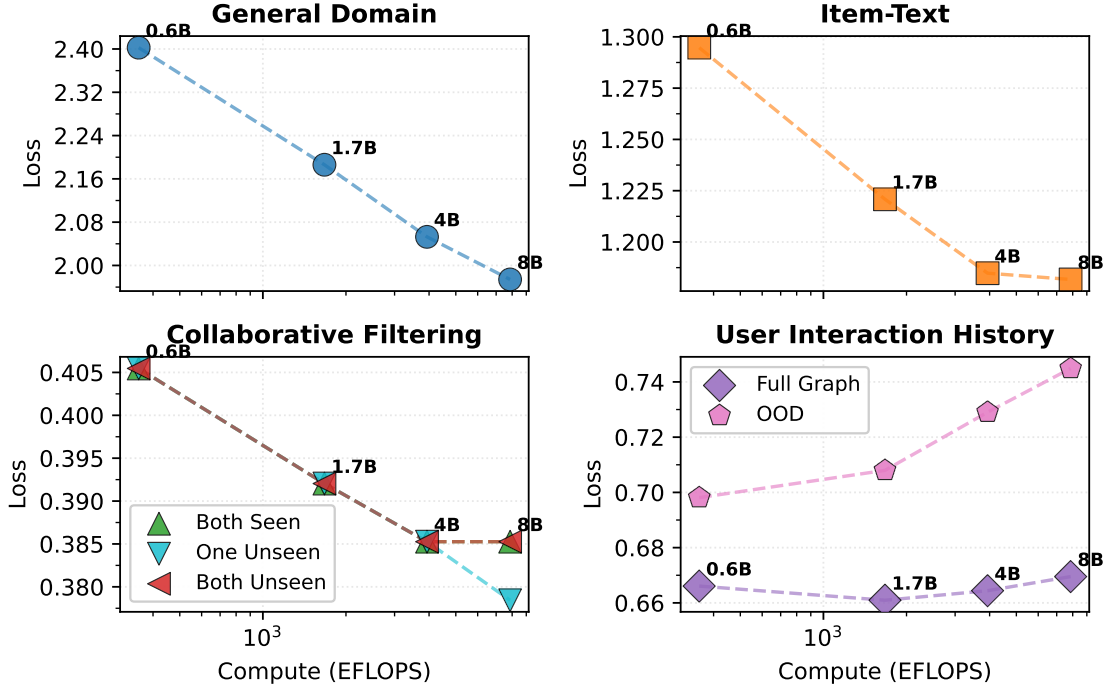 General Domain
Loss
2.40
2.32
2.24
2.16
2.08
2.00
0.6B
1.7B
4B
8B
Item-Text
Loss
1.300
1.275
1.250
1.225
1.200
0.6B
1.7B
4B
8B
Collaborative Filtering
Loss
0.405
0.400
0.395
0.390
0.385
0.380
0.6B
1.7B
4B
8B
Both Seen
One Unseen
Both Unseen
10³
Compute (EFLOPS)
User Interaction History
Loss
0.74
0.72
0.70
0.68
0.66
Full Graph
OOD
0.6B
1.7B
4B
8B
10³
Compute (EFLOPS)